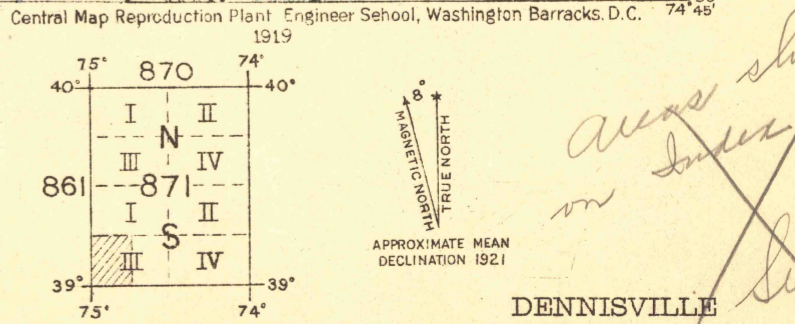 Central Map Reproduction Plant Engineer Sehool, Washington Barracks. D.C. 74°45'
1919
75° 870 74°
40° 40°
I II
N
III IV
861 871
I II
S
III IV
39° 39°
75° 74°
8°
MAGNETIC NORTH
TRUE NORTH
APPROXIMATE MEAN
DECLINATION 1921
Areas
on Index
DENNISVILLE